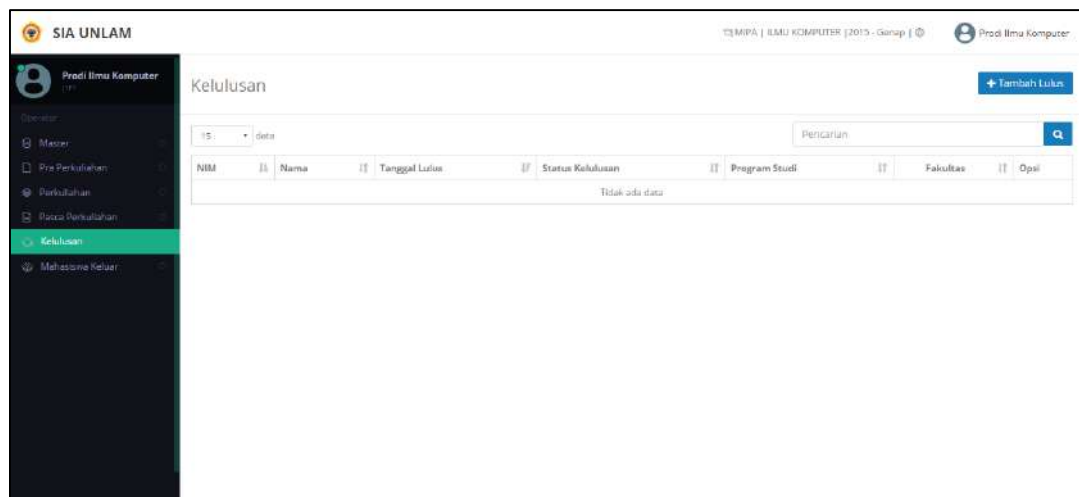 SIA UNLAM
MIPA | ILMU KOMPUTER |2015 - Genap |
Prodi Ilmu Komputer
Prodi Ilmu Komputer
Operator
Master
Pre Perkuliahan
Perkuliahan
Pasca Perkuliahan
Kelulusan
Mahasiswa Keluar
Kelulusan
+ Tambah Lulus
15 data
Pencarian
NIM Nama Tanggal Lulus Status Kelulusan Program Studi Fakultas Opsi
Tidak ada data